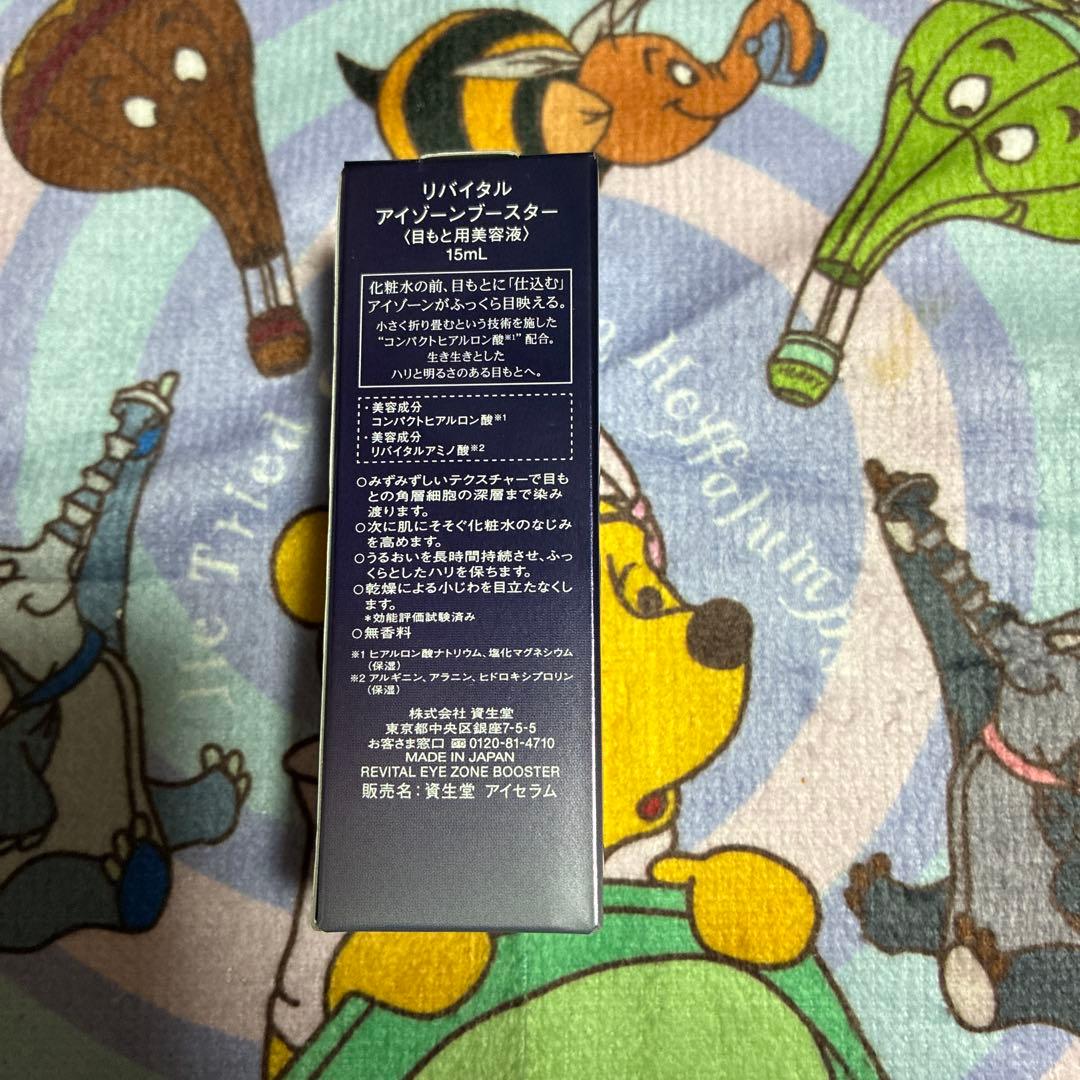 リバイタル
アイゾーンブースター
〈目もと用美容液〉
15mL
化粧水の前、目もとに「仕込む」
アイゾーンがふっくら目映える。
小さく折り畳むという技術を施した
“コンパクトヒアルロン酸※1”配合。
生き生きとした
ハリと明るさのある目もとへ。
・美容成分
コンパクトヒアルロン酸※1
・美容成分
リバイタルアミノ酸※2
○みずみずしいテクスチャーで目も
との角層細胞の深層まで染み
渡ります。
○次に肌にそそぐ化粧水のなじみ
を高めます。
○うるおいを長時間持続させ、ふっ
くらとしたハリを保ちます。
○乾燥による小じわを目立たなくし
ます。
*効能評価試験済み
○無香料
※1 ヒアルロン酸ナトリウム、塩化マグネシウム
(保湿)
※2 アルギニン、アラニン、ヒドロキシプロリン
(保湿)
株式会社 資生堂
東京都中央区銀座7-5-5
お客さま窓口 0120-81-4710
MADE IN JAPAN
REVITAL EYE ZONE BOOSTER
販売名：資生堂 アイセラム
Tried
Heffalump